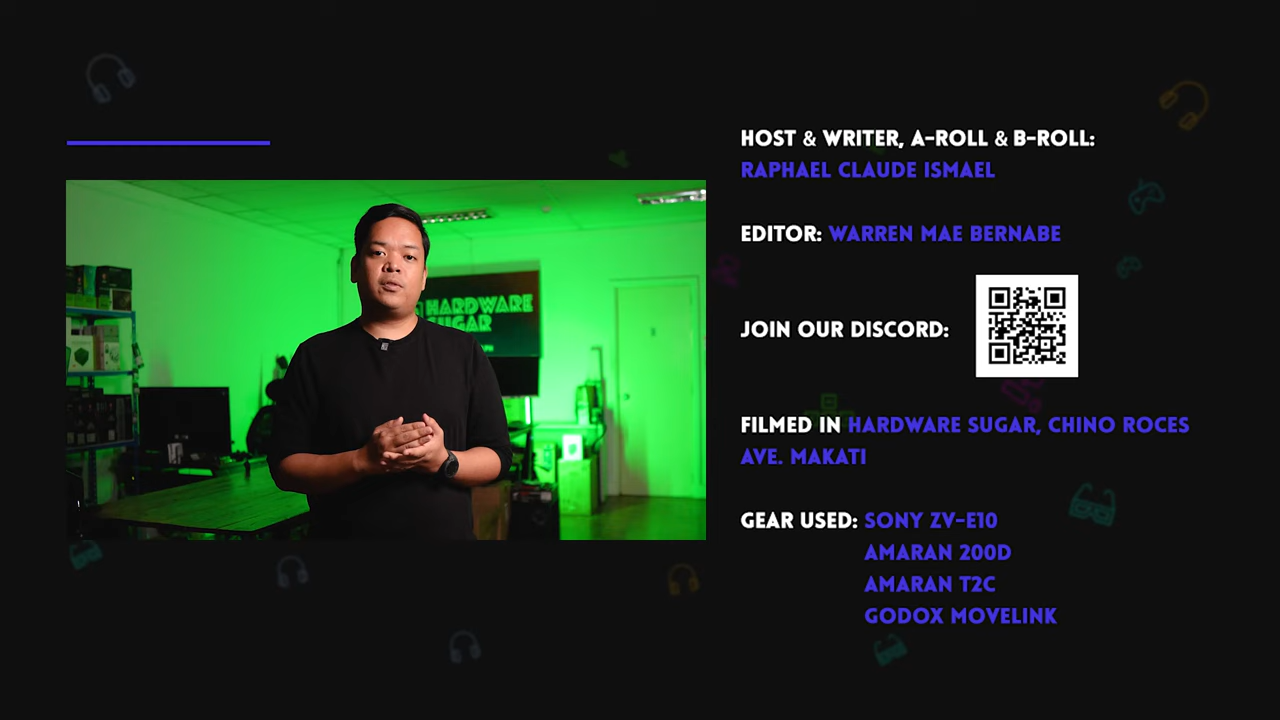 HARDWARE
SUGAR
HOST & WRITER, A-ROLL & B-ROLL:
RAPHAEL CLAUDE ISMAEL
EDITOR: WARREN MAE BERNABE
JOIN OUR DISCORD:
FILMED IN HARDWARE SUGAR, CHINO ROCES
AVE. MAKATI
GEAR USED: SONY ZV-E10
AMARAN 200D
AMARAN T2C
GODOX MOVELINK